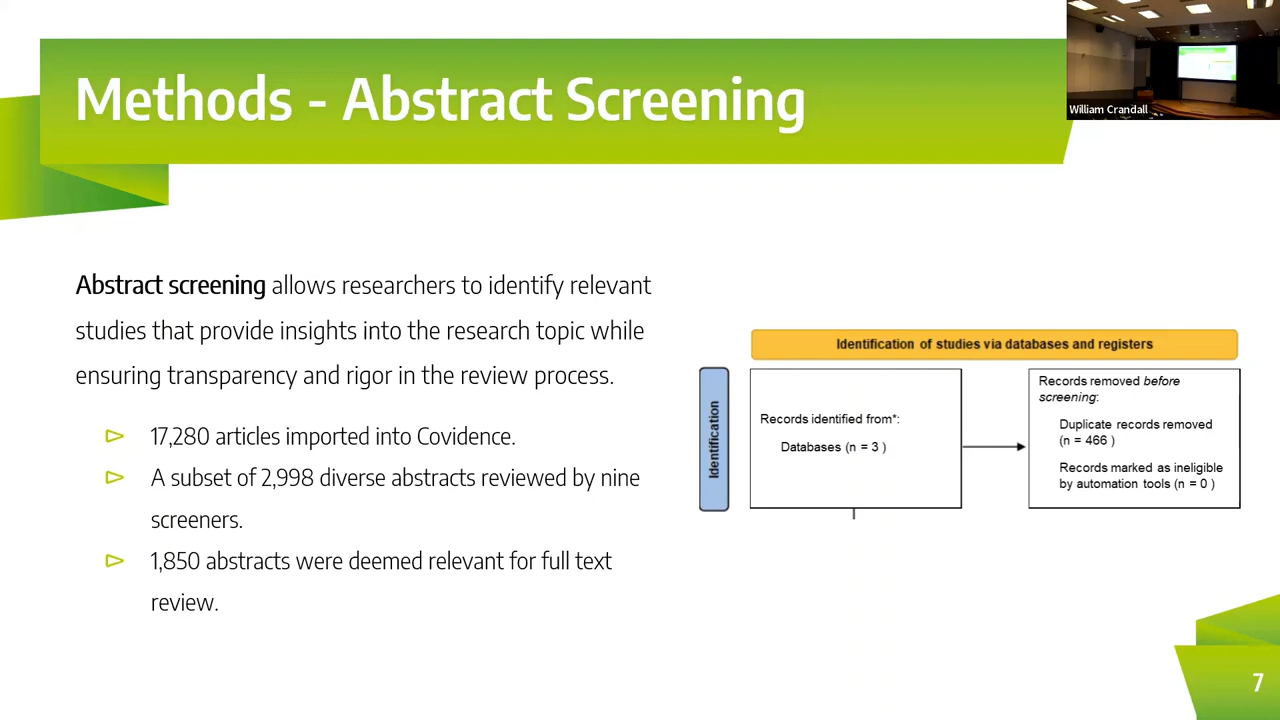 Methods - Abstract Screening
William Crandall
Abstract screening allows researchers to identify relevant
studies that provide insights into the research topic while
ensuring transparency and rigor in the review process.
17,280 articles imported into Covidence.
A subset of 2,998 diverse abstracts reviewed by nine
screeners.
1,850 abstracts were deemed relevant for full text
review.
Identification of studies via databases and registers
Identification
Records identified from*:
Databases (n = 3 )
Records removed before
screening:
Duplicate records removed
(n = 466 )
Records marked as ineligible
by automation tools (n = 0 )
7